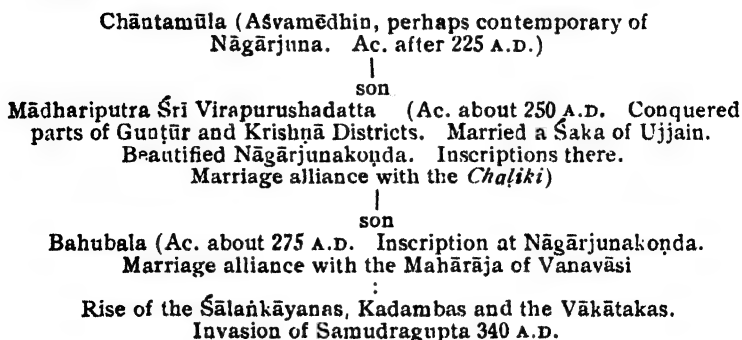 Chāntamūla (Aśvamēdhin, perhaps contemporary of
Nāgārjuna. Ac. after 225 A.D.)
|
son
Mādhariputra Śrī Virapurushadatta (Ac. about 250 A.D. Conquered
parts of Guṇṭūr and Krishṇā Districts. Married a Śaka of Ujjain.
Beautified Nāgārjunakoṇḍa. Inscriptions there.
Marriage alliance with the Chaḷiki)
|
son
Bahubala (Ac. about 275 A.D. Inscription at Nāgārjunakoṇḍa.
Marriage alliance with the Mahārāja of Vanavāsi
:
Rise of the Śālaṅkāyanas, Kadambas and the Vākāṭakas.
Invasion of Samudragupta 340 A.D.